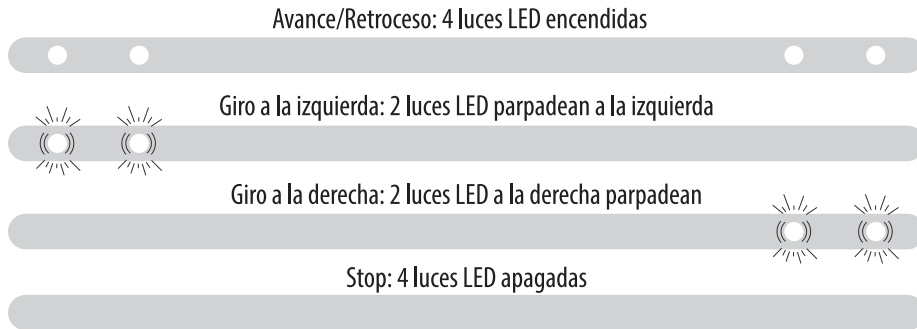 Avance/Retroceso: 4 luces LED encendidas
Giro a la izquierda: 2 luces LED parpadean a la izquierda
Giro a la derecha: 2 luces LED a la derecha parpadean
Stop: 4 luces LED apagadas